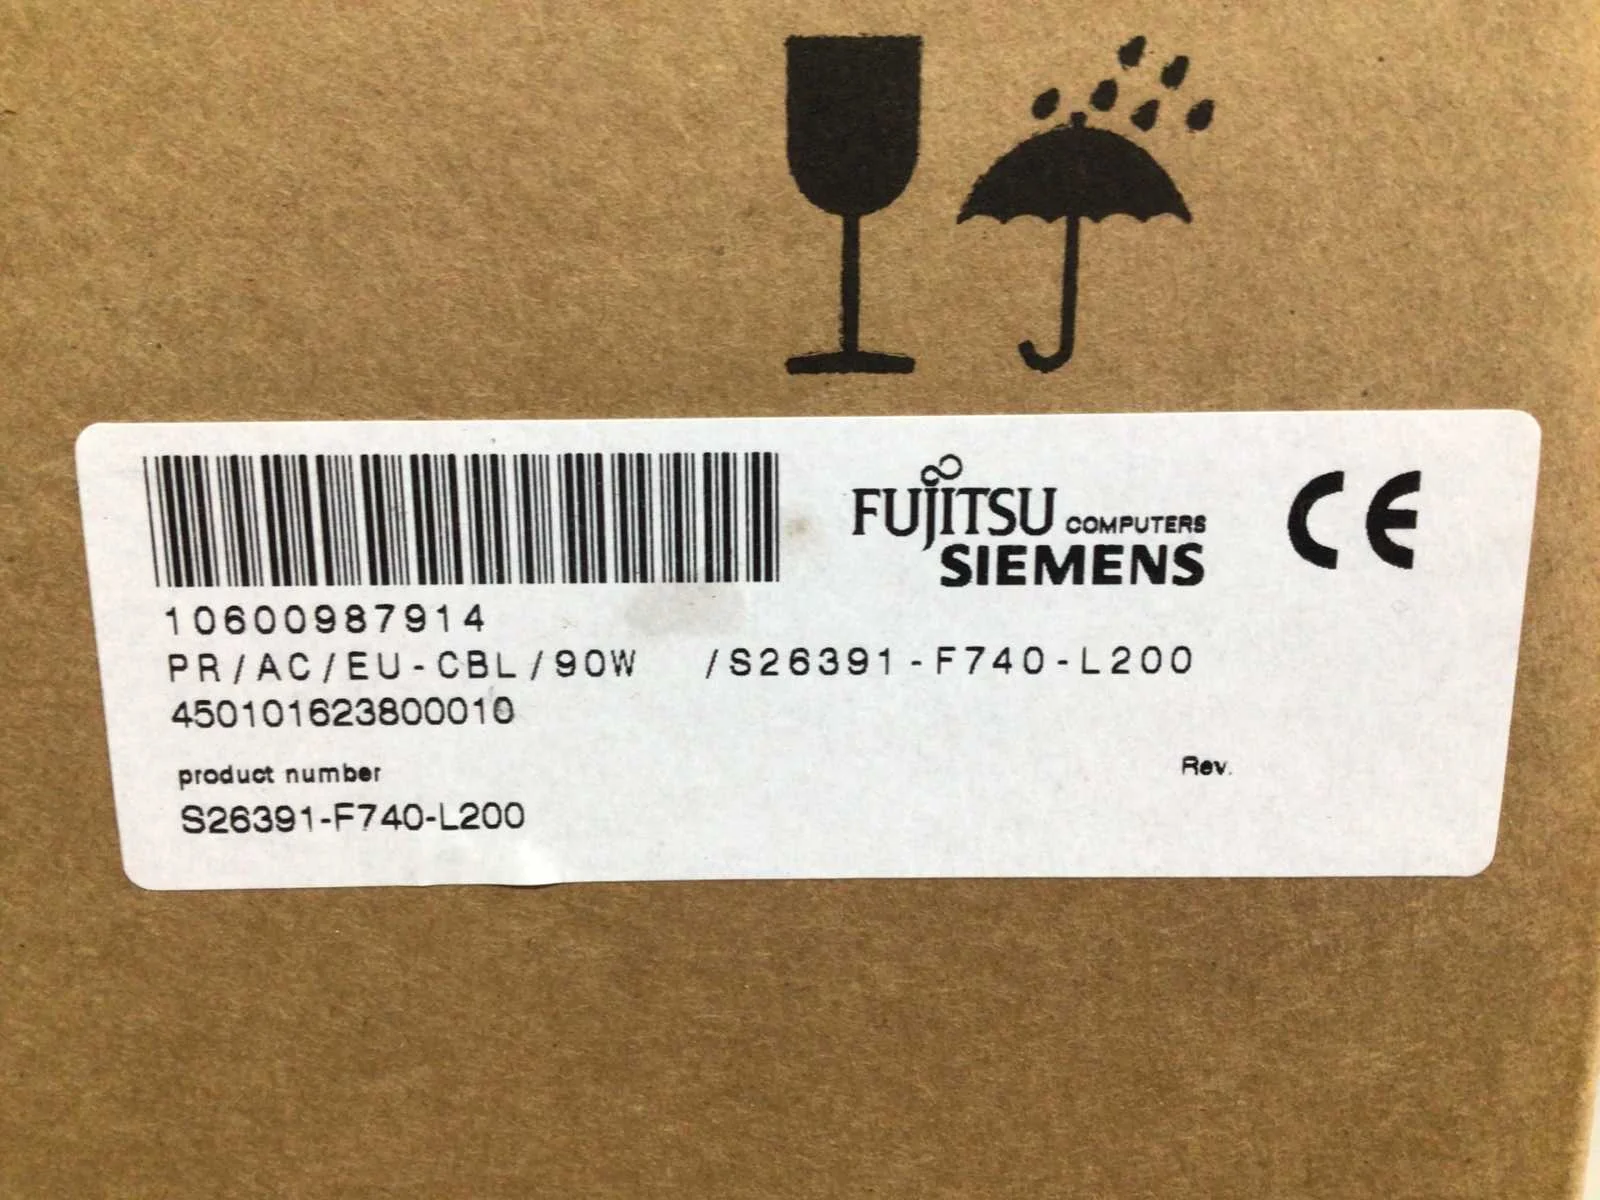 FUJITSU COMPUTERS
SIEMENS
CE
10600987914
PR/AC/EU-CBL/90W /S26391-F740-L200
450101623800010
product number
Rev.
S26391-F740-L200